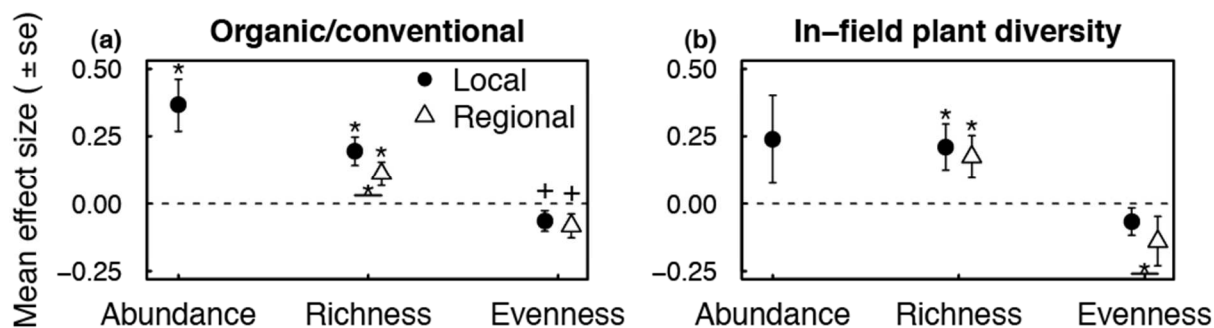 (a) Organic/conventional
(b) In−field plant diversity
Mean effect size ( ± se)
0.50
0.25
0.00
−0.25
* * * * + +
Local
Regional
Abundance Richness Evenness
0.50
0.25
0.00
−0.25
* * *
Abundance Richness Evenness